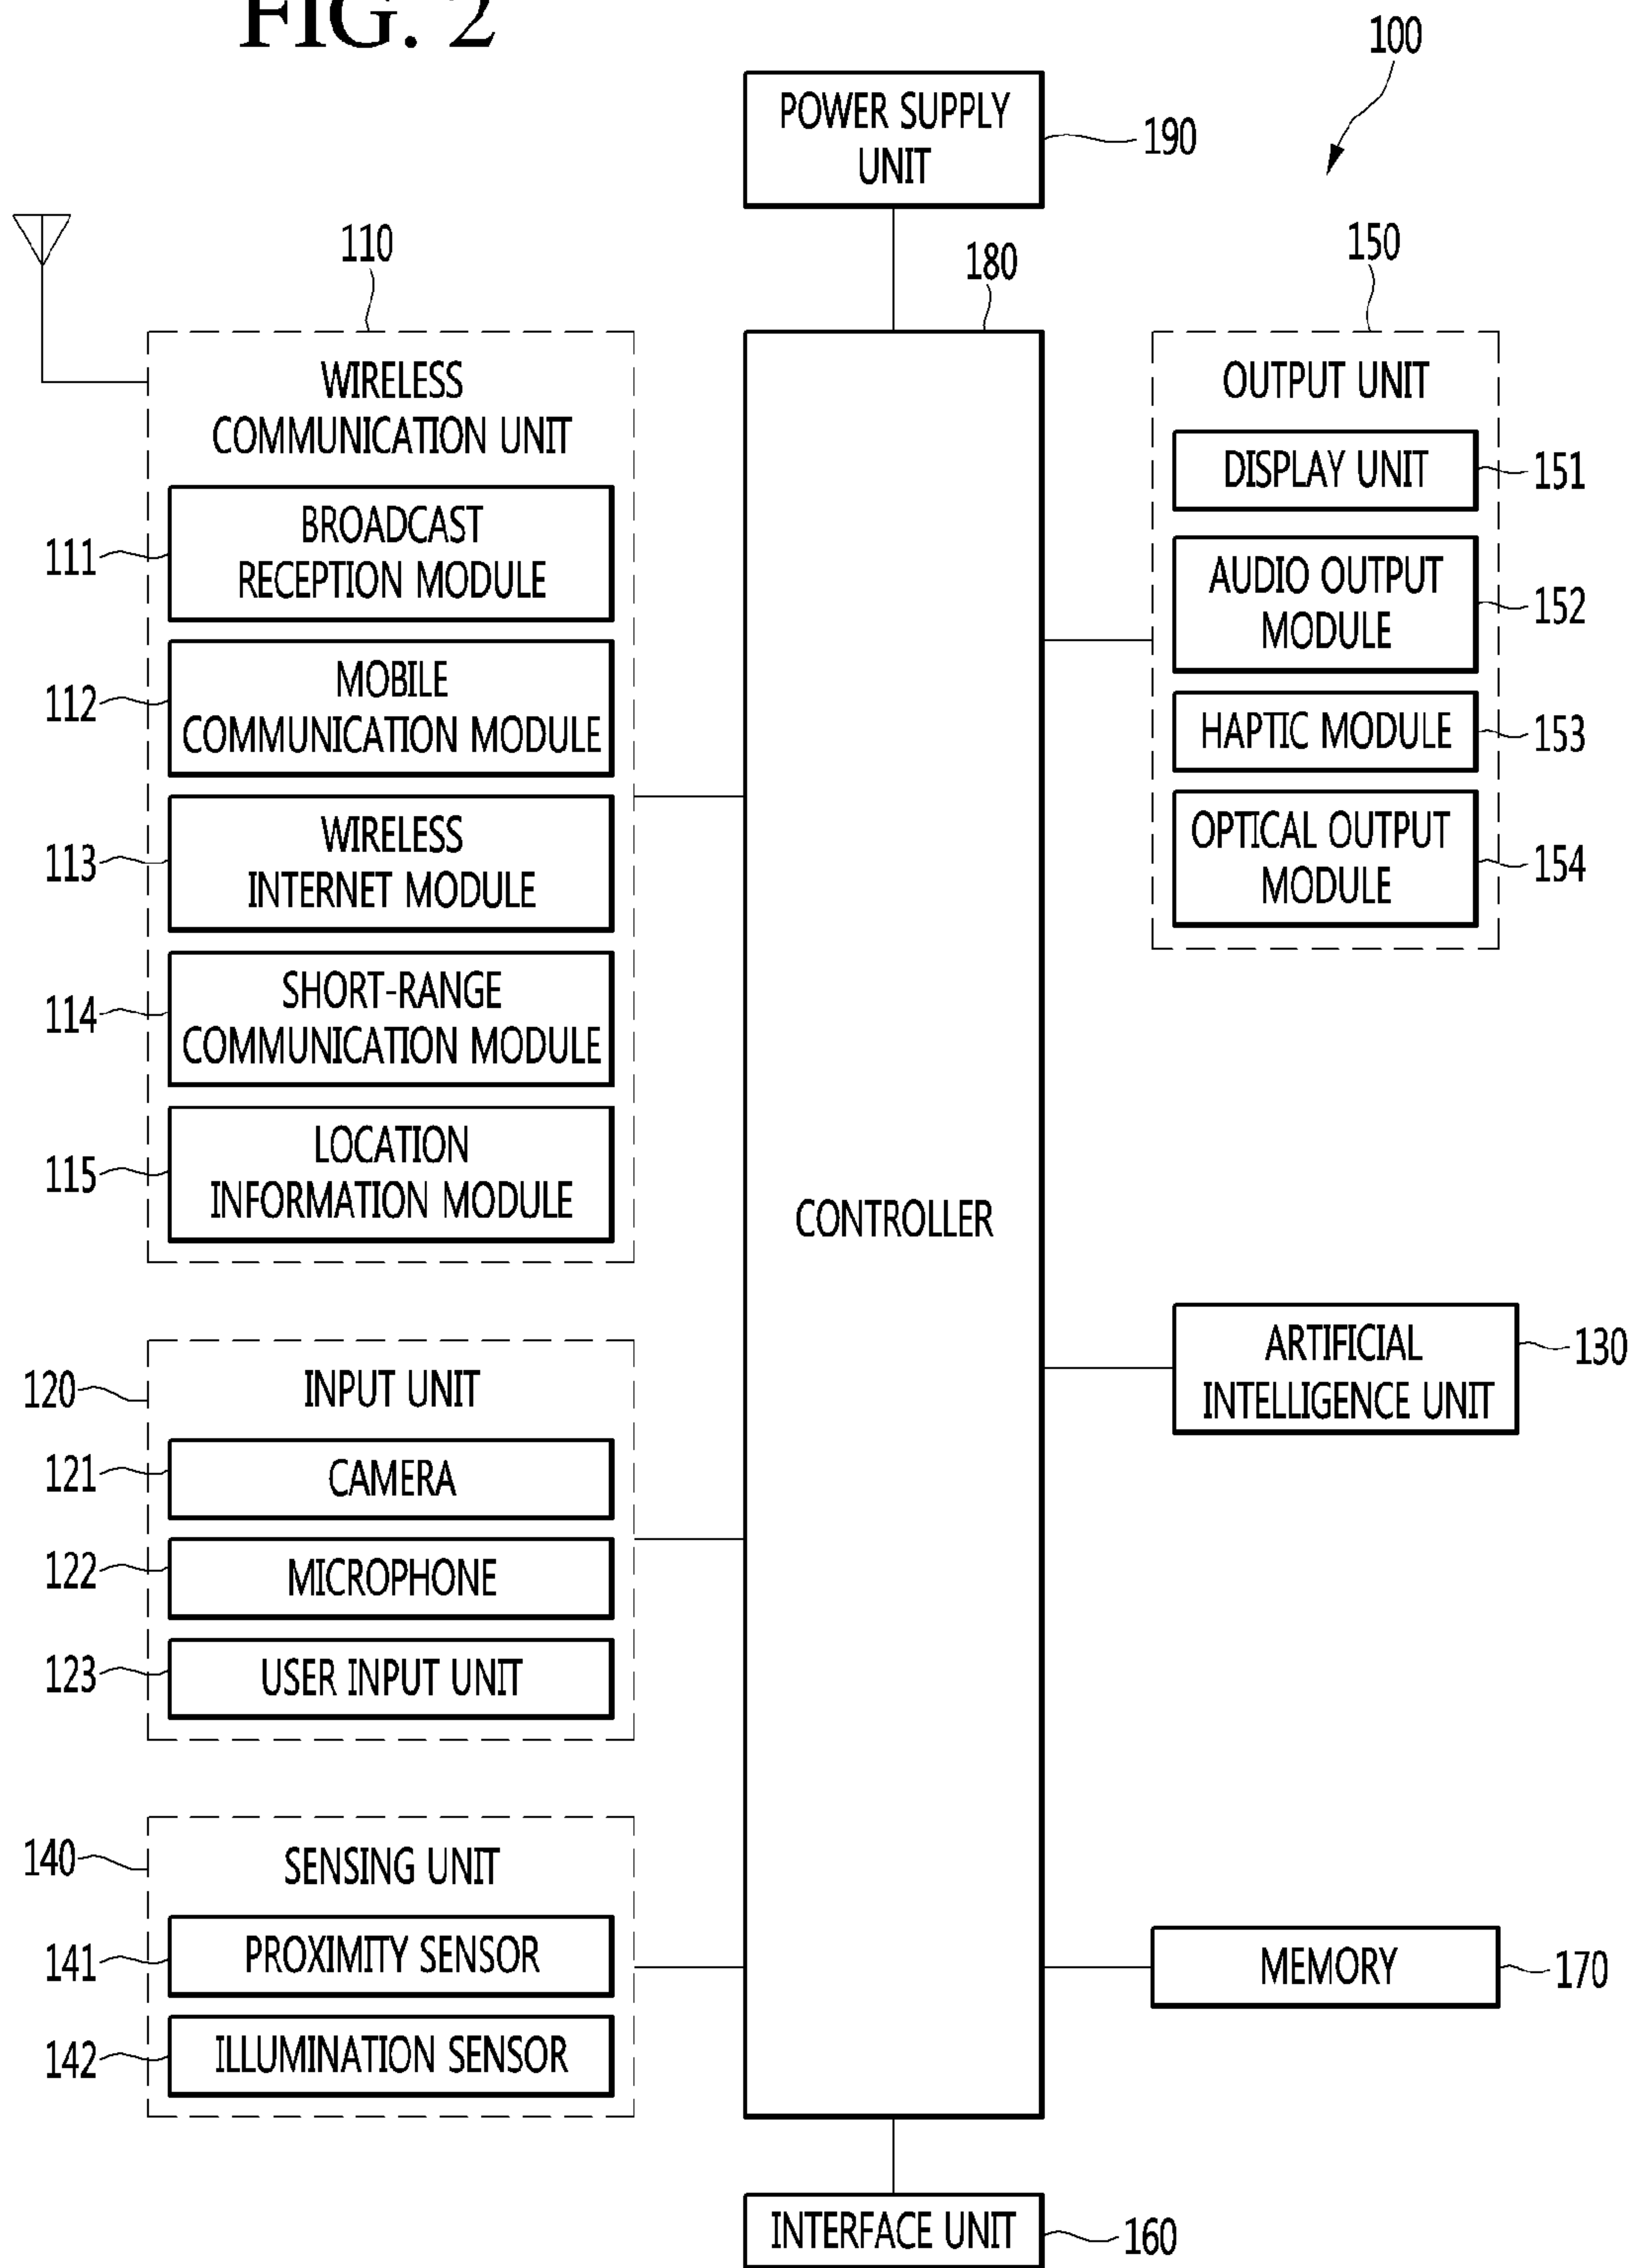 FIG. 2
100
POWER SUPPLY
UNIT
190
110
180
150
WIRELESS
COMMUNICATION UNIT
111
BROADCAST
RECEPTION MODULE
112
MOBILE
COMMUNICATION MODULE
113
WIRELESS
INTERNET MODULE
114
SHORT-RANGE
COMMUNICATION MODULE
115
LOCATION
INFORMATION MODULE
120
INPUT UNIT
121
CAMERA
122
MICROPHONE
123
USER INPUT UNIT
140
SENSING UNIT
141
PROXIMITY SENSOR
142
ILLUMINATION SENSOR
CONTROLLER
OUTPUT UNIT
DISPLAY UNIT
151
AUDIO OUTPUT
MODULE
152
HAPTIC MODULE
153
OPTICAL OUTPUT
MODULE
154
ARTIFICIAL
INTELLIGENCE UNIT
130
MEMORY
170
INTERFACE UNIT
160